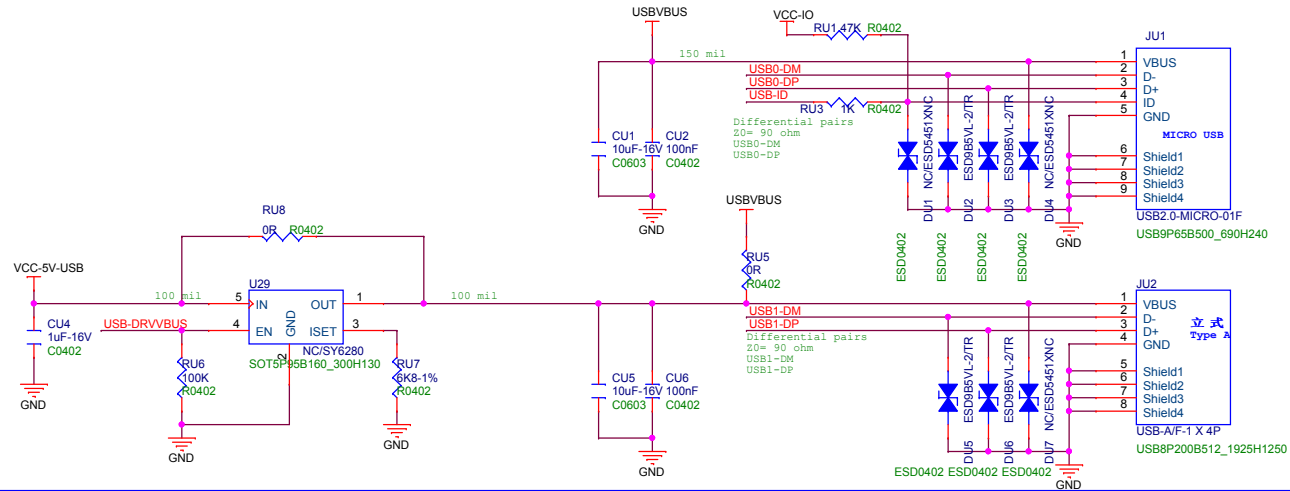 USBVBUS
VCC-IO
RU1 47K R0402
JU1
150 mil
1 VBUS
USB0-DM 2 D-
USB0-DP 3 D+
USB-ID 4 ID
RU3 1K R0402
5 GND
MICRO USB
Differential pairs
Z0= 90 ohm
USB0-DM
USB0-DP
CU1
10uF-16V
C0603
CU2
100nF
C0402
GND
DU1 NC/ESD5451XNC
DU2 ESD9B5VL-2/TR
DU3 ESD9B5VL-2/TR
DU4 NC/ESD5451XNC
ESD0402
ESD0402
ESD0402
ESD0402
6 Shield1
7 Shield2
8 Shield3
9 Shield4
GND
USB2.0-MICRO-01F
USB9P65B500_690H240
RU8
0R R0402
VCC-5V-USB
100 mil
U29
5 IN
OUT 1
4 EN
GND
2
ISET 3
NC/SY6280
SOT5P95B160_300H130
100 mil
CU4
1uF-16V
C0402
GND
USB-DRVVBUS
RU6
100K
R0402
GND
RU7
6K8-1%
R0402
GND
USBVBUS
RU5
0R
R0402
CU5
10uF-16V
C0603
CU6
100nF
C0402
GND
JU2
1 VBUS
USB1-DM 2 D-
USB1-DP 3 D+
4 GND
立式
Type A
Differential pairs
Z0= 90 ohm
USB1-DM
USB1-DP
DU5 ESD9B5VL-2/TR
DU6 ESD9B5VL-2/TR
DU7 NC/ESD5451XNC
ESD0402 ESD0402 ESD0402
5 Shield1
6 Shield2
7 Shield3
8 Shield4
GND
USB-A/F-1 X 4P
USB8P200B512_1925H1250